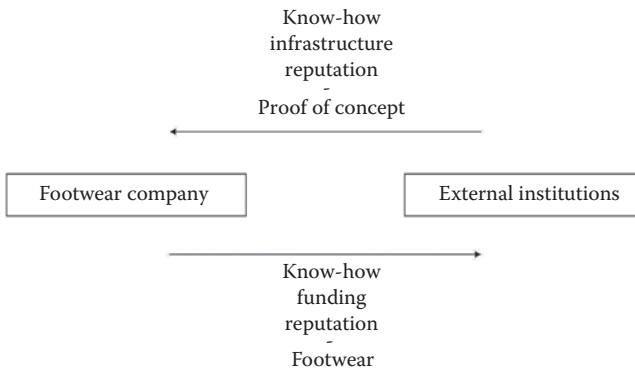 Know-how
infrastructure
reputation
-
Proof of concept
Footwear company
External institutions
Know-how
funding
reputation
-
Footwear